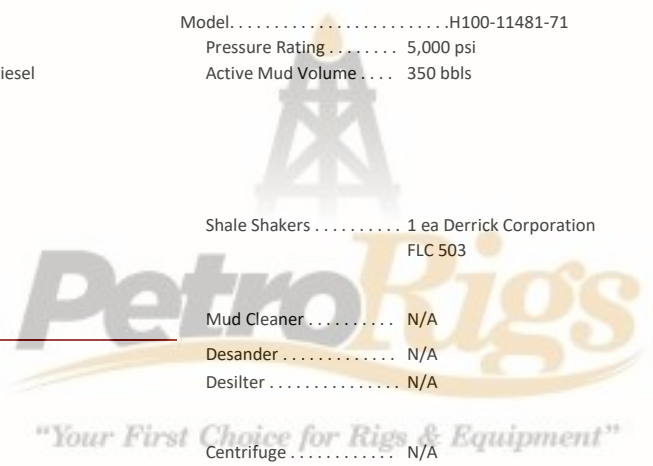 Model. . . . . . . . . . . . . . . . . . . . . . . . .H100-11481-71
Pressure Rating . . . . . . . . 5,000 psi
iesel Active Mud Volume . . . . 350 bbls
Shale Shakers . . . . . . . . . . 1 ea Derrick Corporation
FLC 503
PetroRigs
Mud Cleaner . . . . . . . . . . N/A
Desander . . . . . . . . . . . . . N/A
Desilter . . . . . . . . . . . . . . . N/A
"Your First Choice for Rigs & Equipment"
Centrifuge . . . . . . . . . . . . N/A